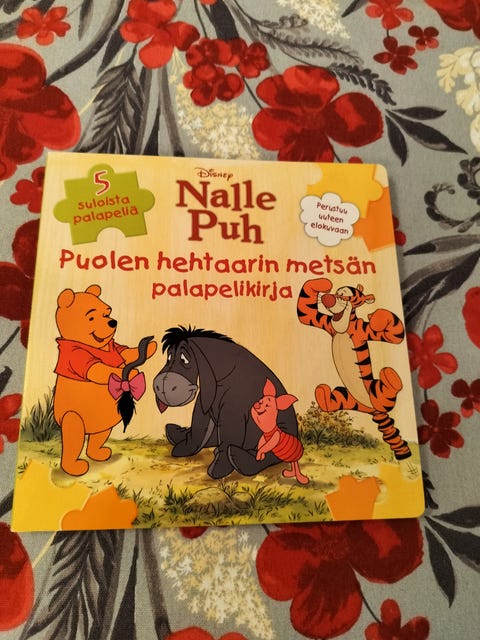 5
suloista
palapeliä
Disney
Nalle
Puh
Perustuu
uuteen
elokuvaan
Puolen hehtaarin metsän
palapelikirja